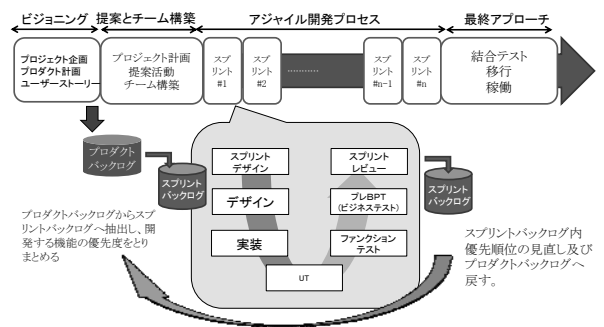 ビジョニング
提案とチーム構築
アジャイル開発プロセス
最終アプローチ
プロジェクト企画
プロダクト計画
ユーザーストーリー
プロジェクト計画
提案活動
チーム構築
スプ
リント
#1
スプ
リント
#2
…………
スプ
リント
#n-1
スプ
リント
#n
結合テスト
移行
稼働
プロダクト
バックログ
スプリント
バックログ
スプリント
デザイン
デザイン
実装
UT
スプリント
レビュー
プレBPT
(ビジネステスト)
ファンクション
テスト
スプリント
バックログ
プロダクトバックログからスプ
リントバックログへ抽出し、開
発する機能の優先度をとり
まとめる
スプリントバックログ内
優先順位の見直し及び
プロダクトバックログへ
戻す。